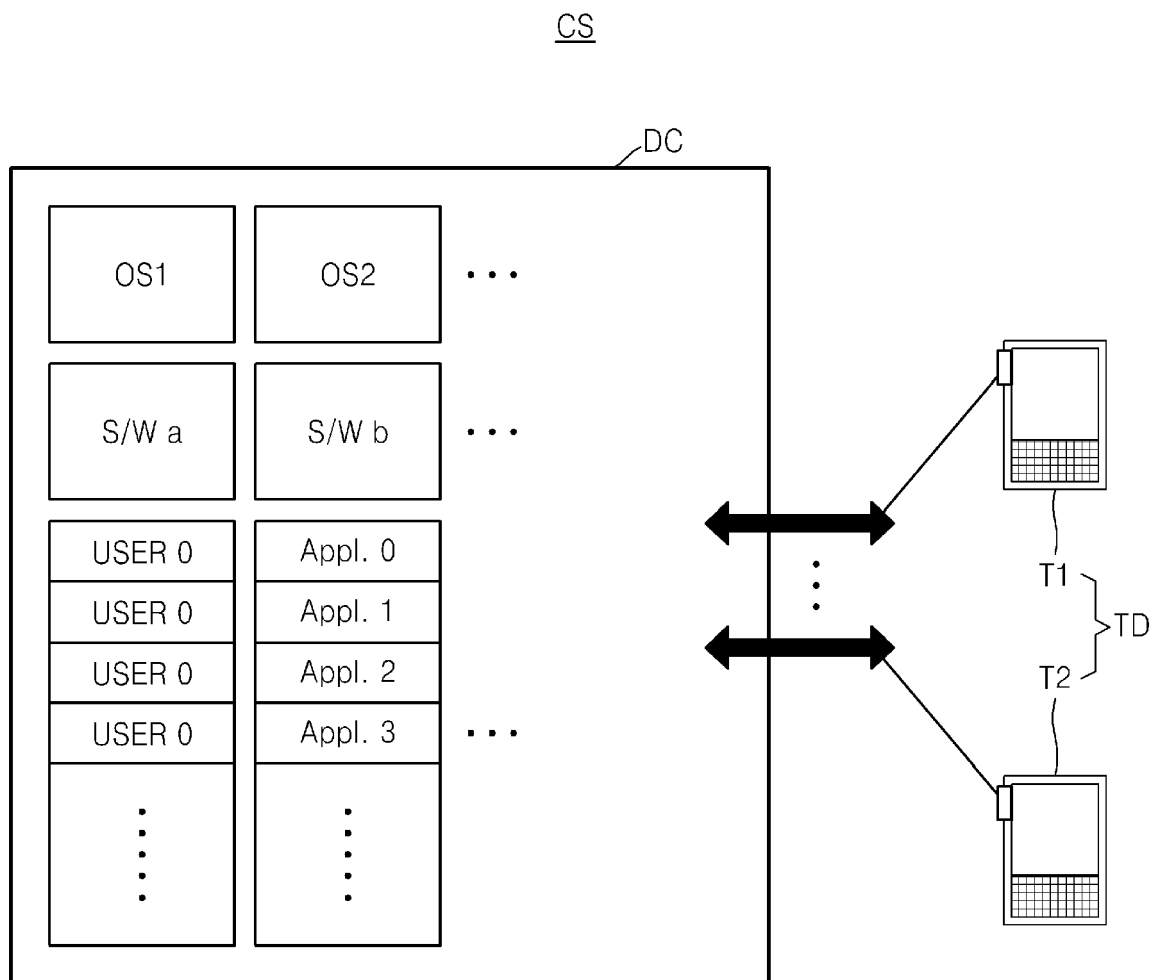 CS
DC
OS1 OS2 ...
S/W a S/W b ...
USER 0 Appl. 0
USER 0 Appl. 1
USER 0 Appl. 2
USER 0 Appl. 3 ...
T1
TD
T2